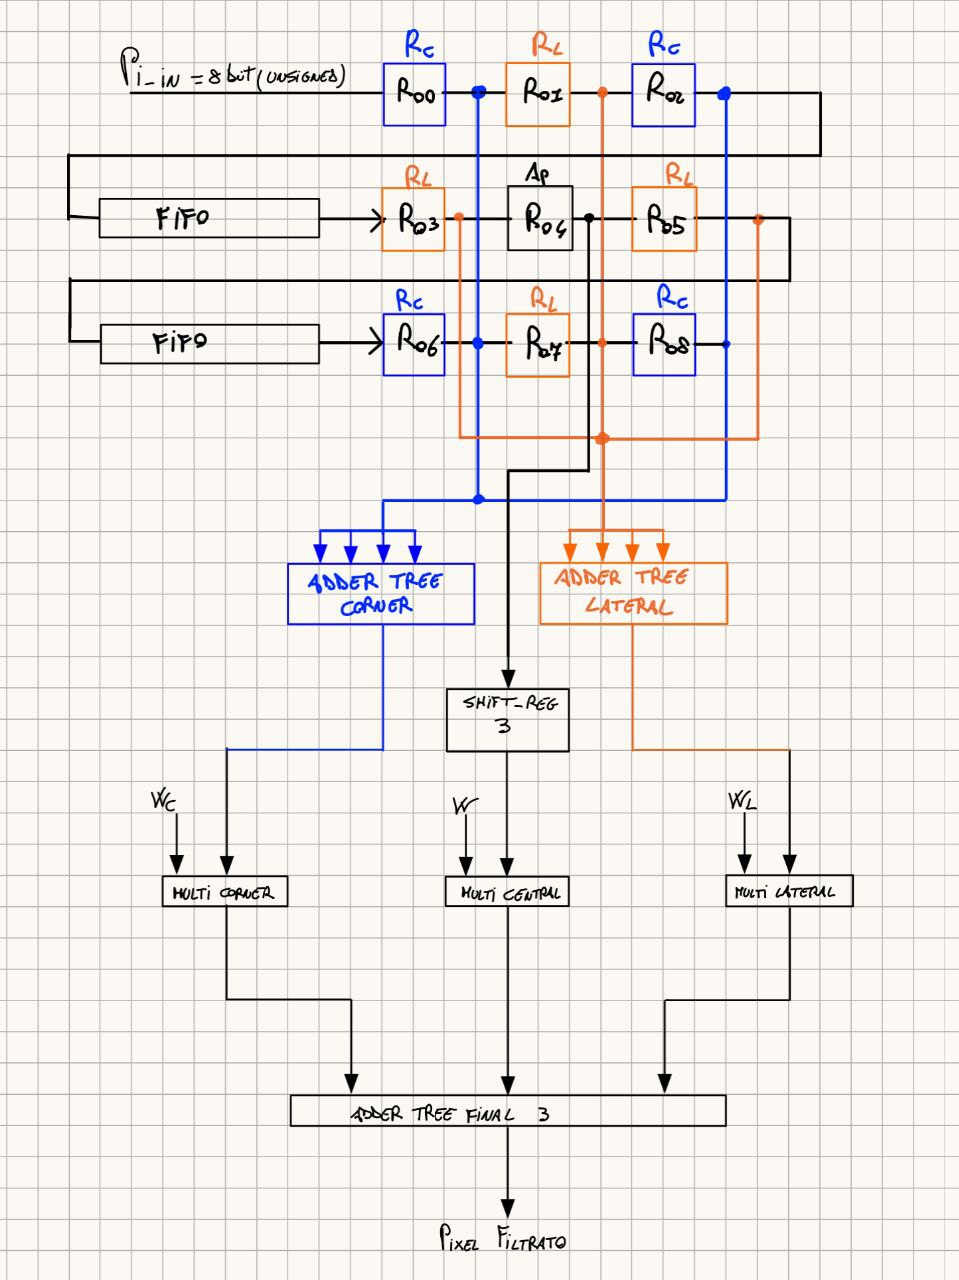 Rc RL Rc
Pi_IN = 8 but (UNSIGNED)
R00 R01 R02
RL Ap RL
FIFO R03 R04 R05
Rc RL Rc
FIFO R06 R07 R08
ADDER TREE CORNER
ADDER TREE LATERAL
SHIFT_REG
3
Wc W WL
MULTI CORNER MULTI CENTRAL MULTI LATERAL
ADDER TREE FINAL 3
PIXEL FILTRATO